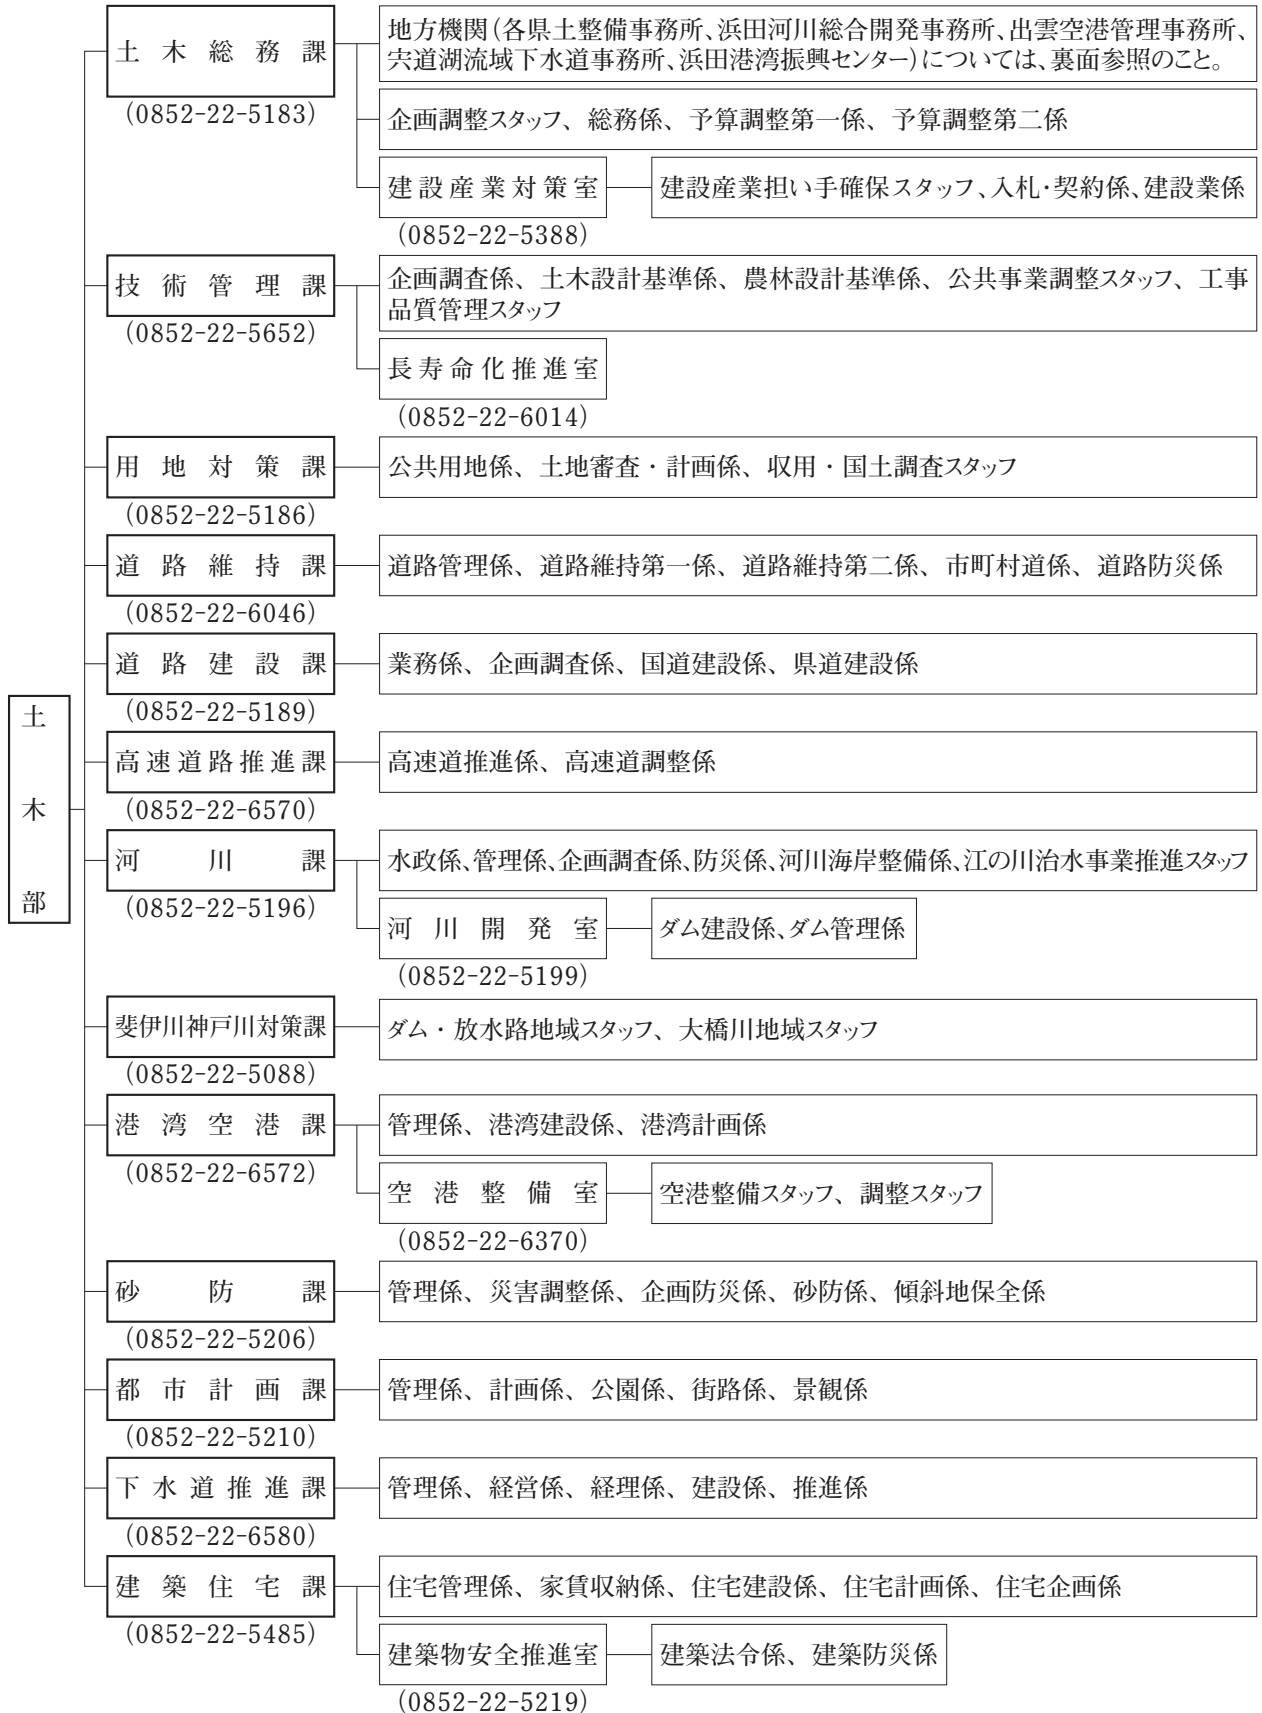 土木部
土木総務課
(0852-22-5183)
地方機関(各県土整備事務所、浜田河川総合開発事務所、出雲空港管理事務所、
宍道湖流域下水道事務所、浜田港湾振興センター)については、裏面参照のこと。
企画調整スタッフ、総務係、予算調整第一係、予算調整第二係
建設産業対策室
(0852-22-5388)
建設産業担い手確保スタッフ、入札・契約係、建設業係
技術管理課
(0852-22-5652)
企画調査係、土木設計基準係、農林設計基準係、公共事業調整スタッフ、工事
品質管理スタッフ
長寿命化推進室
(0852-22-6014)
用地対策課
(0852-22-5186)
公共用地係、土地審査・計画係、収用・国土調査スタッフ
道路維持課
(0852-22-6046)
道路管理係、道路維持第一係、道路維持第二係、市町村道係、道路防災係
道路建設課
(0852-22-5189)
業務係、企画調査係、国道建設係、県道建設係
高速道路推進課
(0852-22-6570)
高速道推進係、高速道調整係
河川課
(0852-22-5196)
水政係、管理係、企画調査係、防災係、河川海岸整備係、江の川治水事業推進スタッフ
河川開発室
(0852-22-5199)
ダム建設係、ダム管理係
斐伊川神戸川対策課
(0852-22-5088)
ダム・放水路地域スタッフ、大橋川地域スタッフ
港湾空港課
(0852-22-6572)
管理係、港湾建設係、港湾計画係
空港整備室
(0852-22-6370)
空港整備スタッフ、調整スタッフ
砂防課
(0852-22-5206)
管理係、災害調整係、企画防災係、砂防係、傾斜地保全係
都市計画課
(0852-22-5210)
管理係、計画係、公園係、街路係、景観係
下水道推進課
(0852-22-6580)
管理係、経営係、経理係、建設係、推進係
建築住宅課
(0852-22-5485)
住宅管理係、家賃収納係、住宅建設係、住宅計画係、住宅企画係
建築物安全推進室
(0852-22-5219)
建築法令係、建築防災係